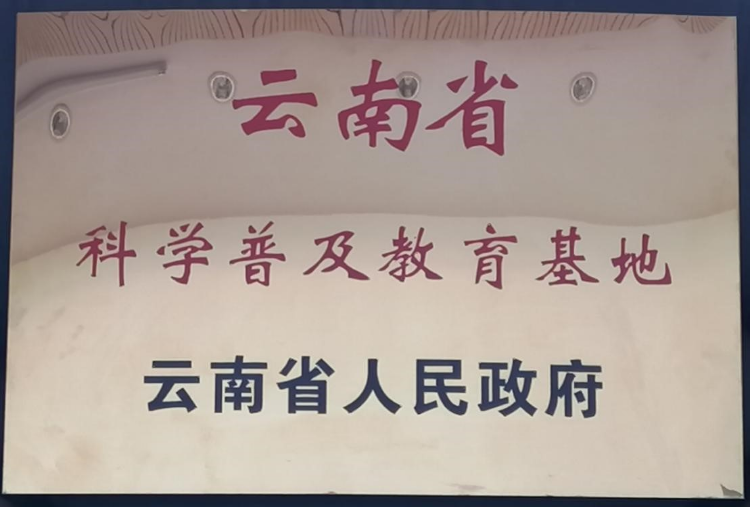 云南省
科学普及教育基地
云南省人民政府